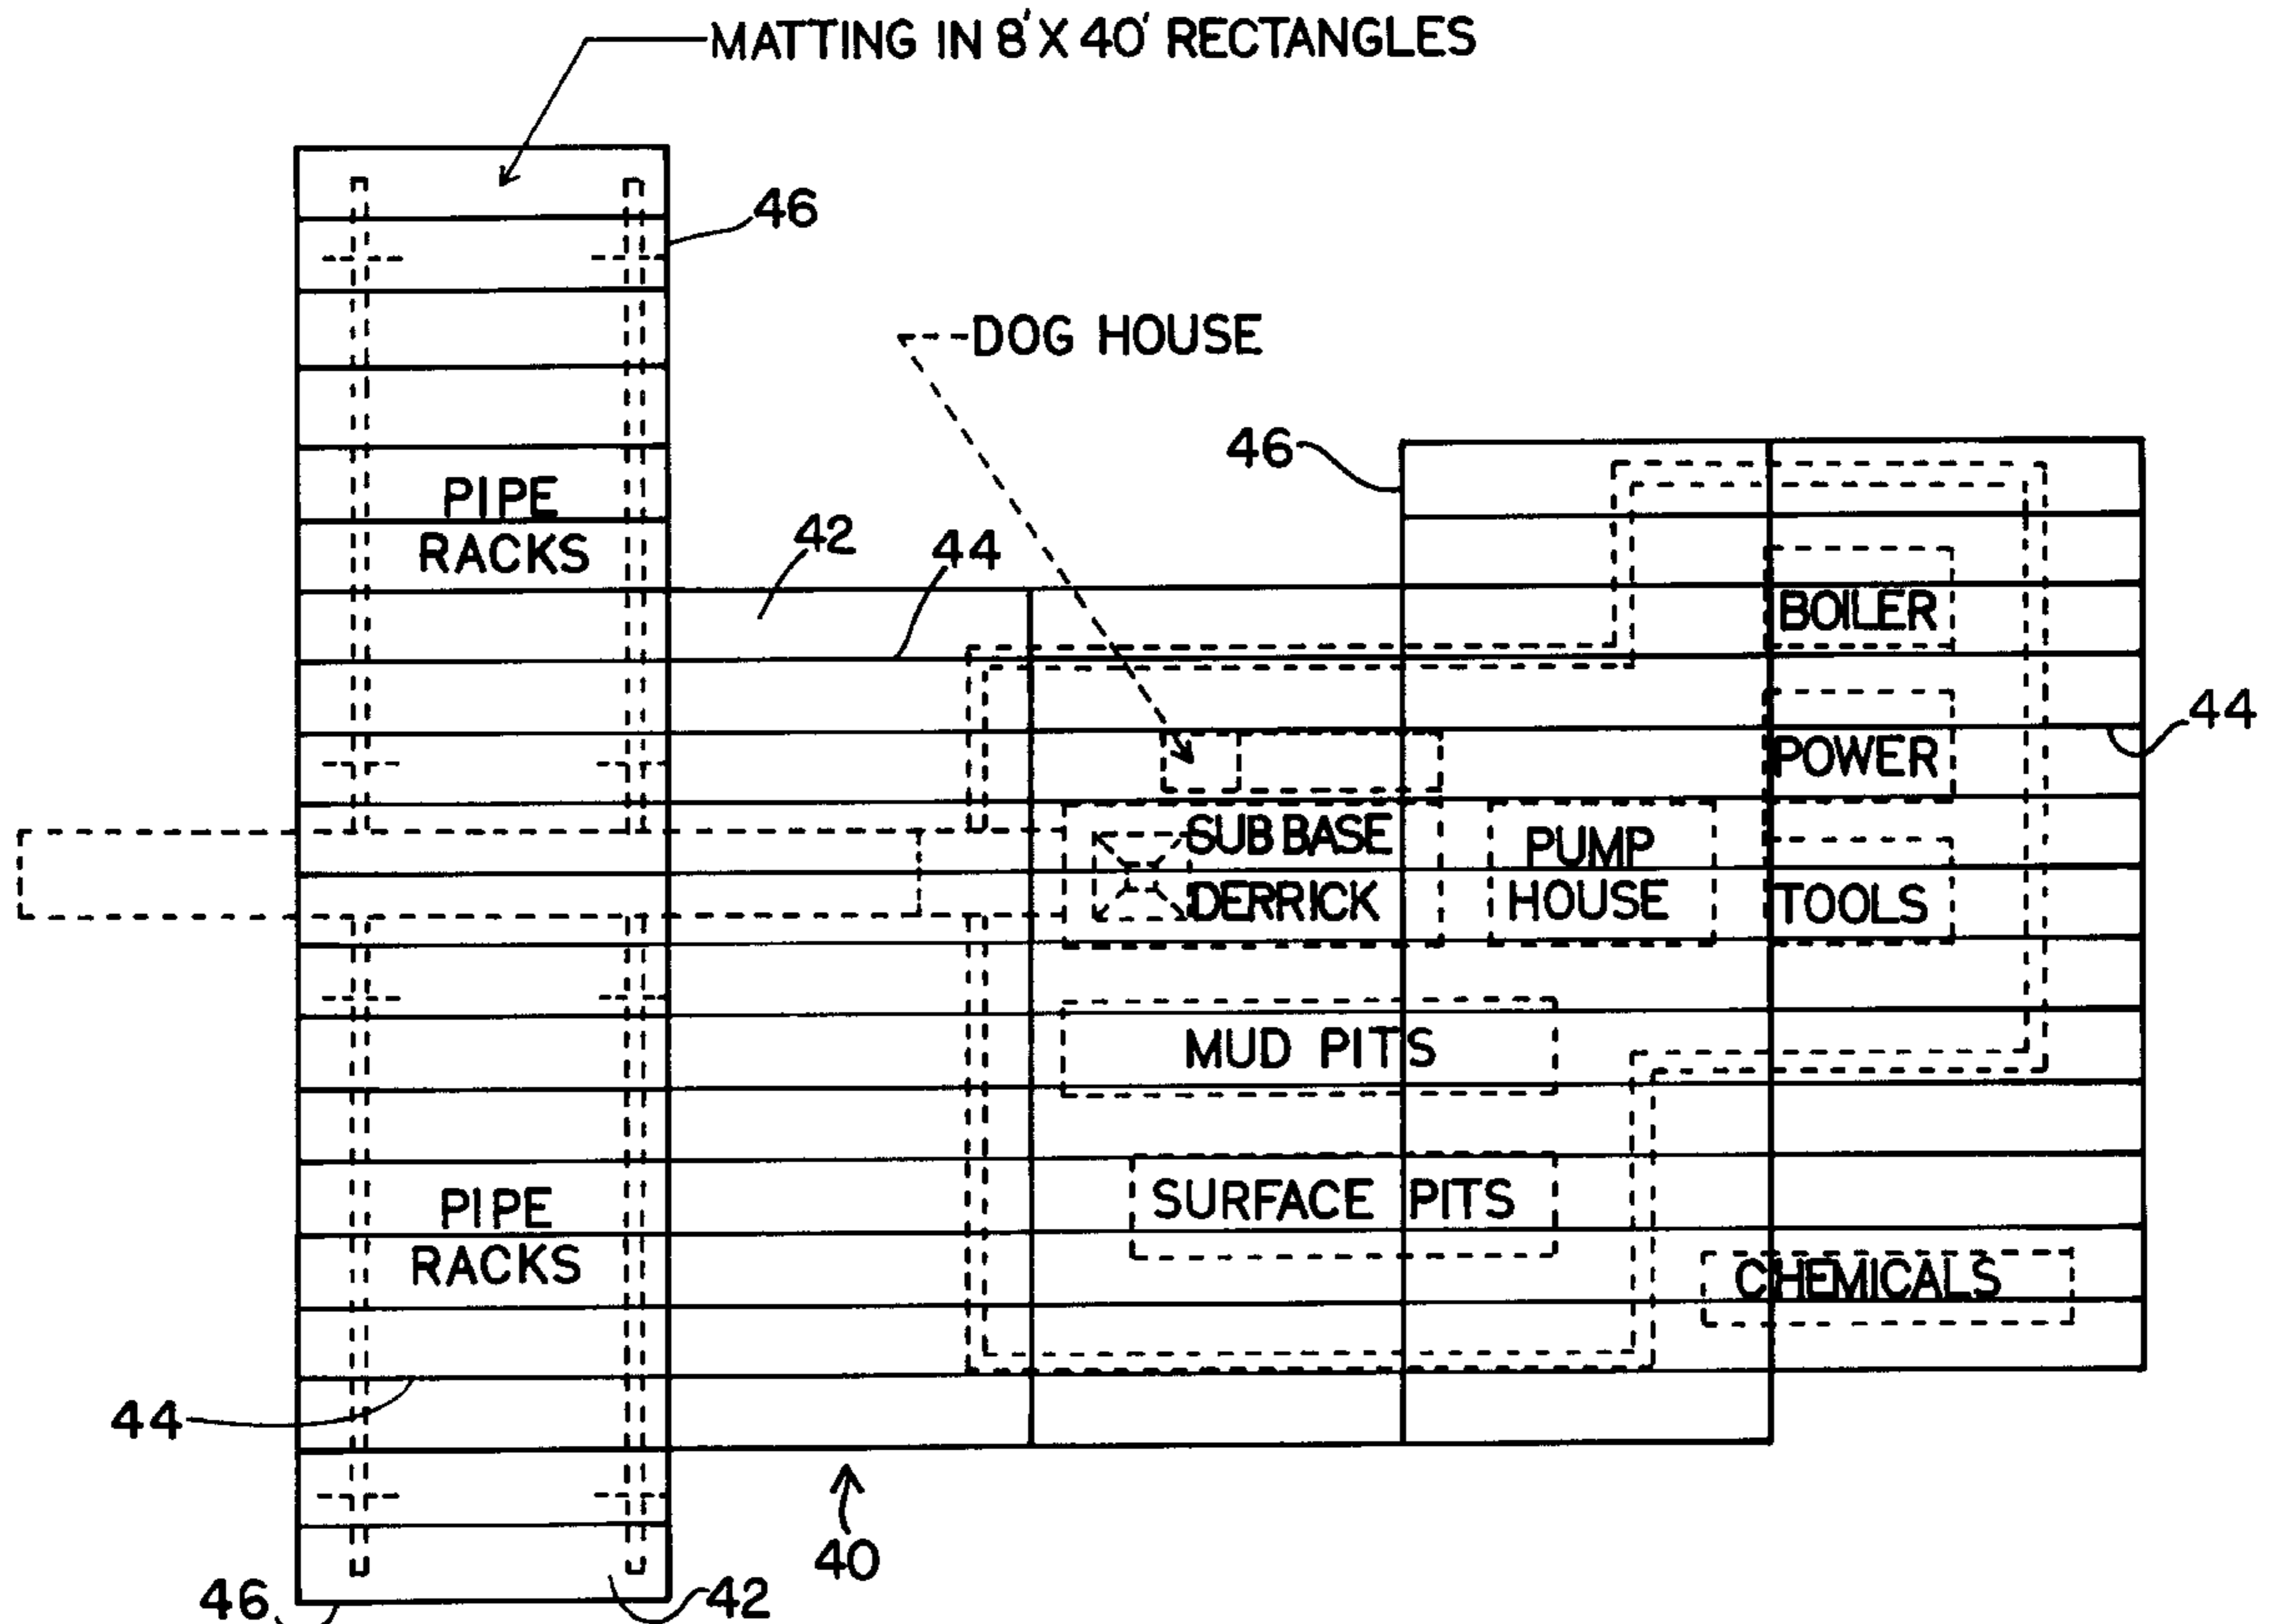 MATTING IN 8' X 40' RECTANGLES
46
DOG HOUSE
46
PIPE
RACKS
42
44
BOILER
44
POWER
SUB BASE
DERRICK
PUMP
HOUSE
TOOLS
MUD PITS
SURFACE PITS
PIPE
RACKS
CHEMICALS
44
40
46
42